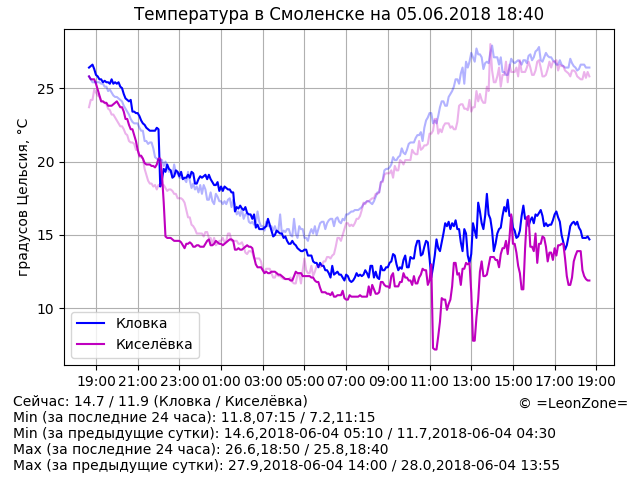 Температура в Смоленске на 05.06.2018 18:40
градусов Цельсия, °C
25
20
15
10
Кловка
Киселёвка
19:00 21:00 23:00 01:00 03:00 05:00 07:00 09:00 11:00 13:00 15:00 17:00 19:00
Сейчас: 14.7 / 11.9 (Кловка / Киселёвка)
© =LeonZone=
Min (за последние 24 часа): 11.8,07:15 / 7.2,11:15
Min (за предыдущие сутки): 14.6,2018-06-04 05:10 / 11.7,2018-06-04 04:30
Max (за последние 24 часа): 26.6,18:50 / 25.8,18:40
Max (за предыдущие сутки): 27.9,2018-06-04 14:00 / 28.0,2018-06-04 13:55